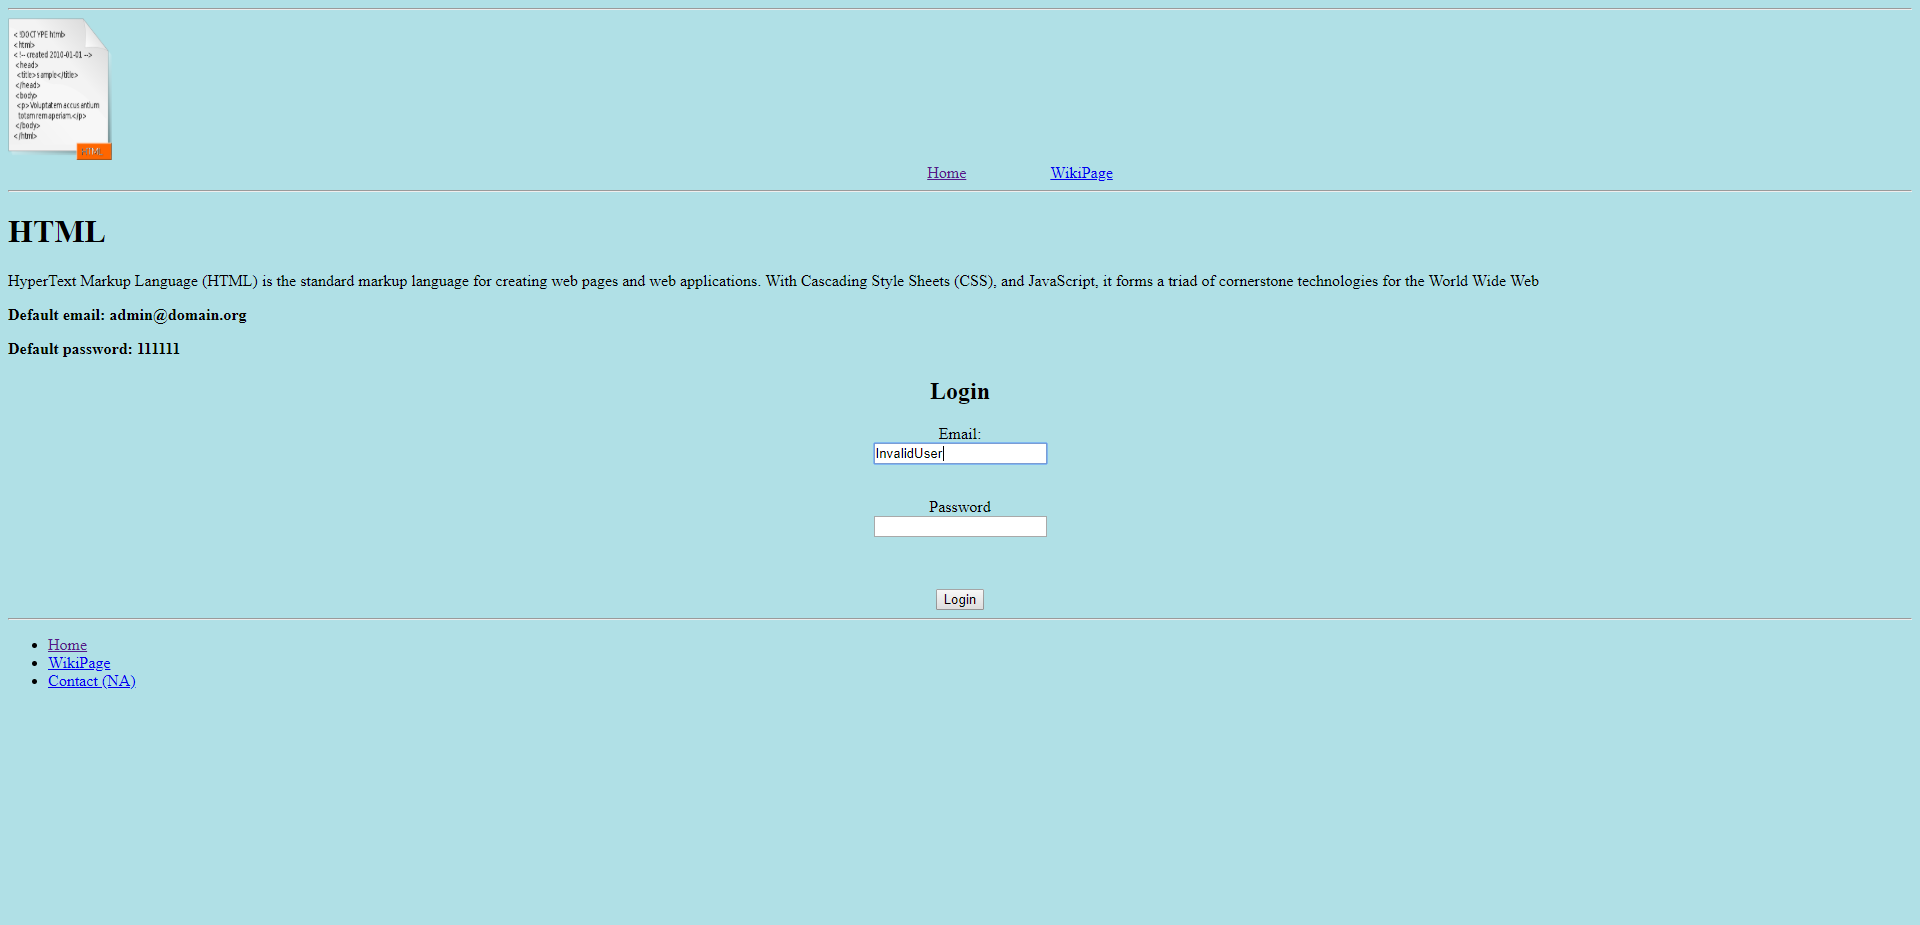 < !DOCTYPE html>
<html>
< !-- created 2010-01-01 -->
<head>
<title>sample</title>
</head>
<body>
<p>Voluptatem accusantium
totam rem aperiam.</p>
</body>
</html>
HTML
Home WikiPage
HTML
HyperText Markup Language (HTML) is the standard markup language for creating web pages and web applications. With Cascading Style Sheets (CSS), and JavaScript, it forms a triad of cornerstone technologies for the World Wide Web
Default email: admin@domain.org
Default password: 111111
Login
Email:
InvalidUser
Password
Login
Home
WikiPage
Contact (NA)